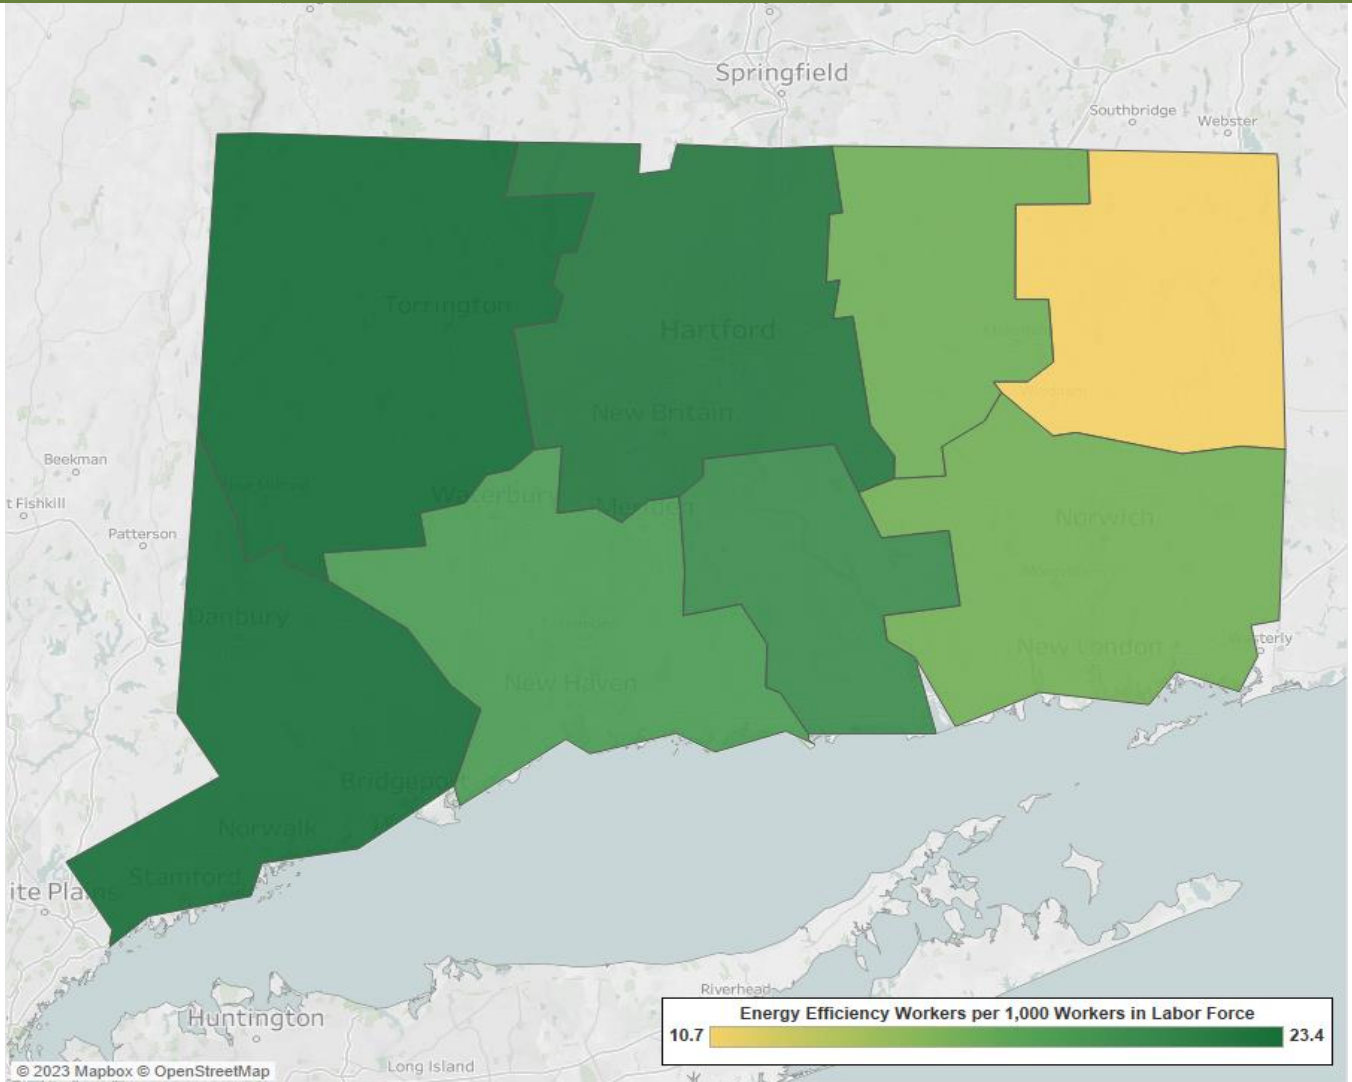 Springfield
Southbridge
Webster
Torrington
Hartford
New Britain
Beekman
t Fishkill
Waterbury
Meriden
Patterson
Norwich
Danbury
New London
sterly
New Haven
Bridgeport
Norwalk
Stamford
ite Plains
Riverhead
Huntington
Long Island
Energy Efficiency Workers per 1,000 Workers in Labor Force
10.7
23.4
© 2023 Mapbox © OpenStreetMap